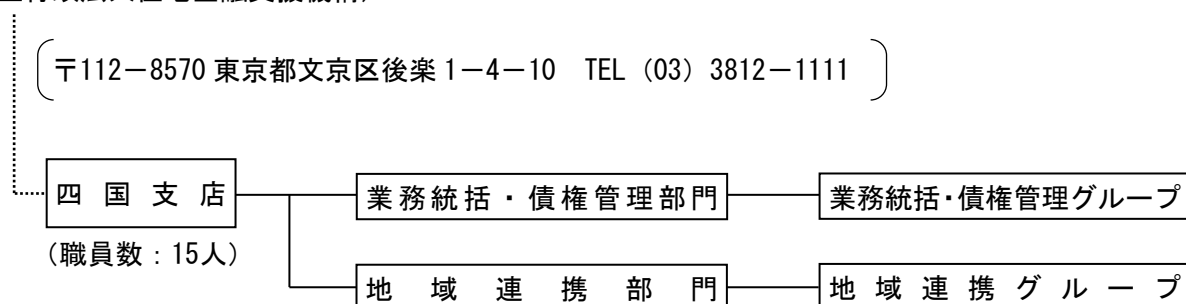 〒112－8570 東京都文京区後楽 1－4－10　TEL（03）3812－1111
四国支店
業務統括・債権管理部門
業務統括・債権管理グループ
（職員数：15人）
地域連携部門
地域連携グループ